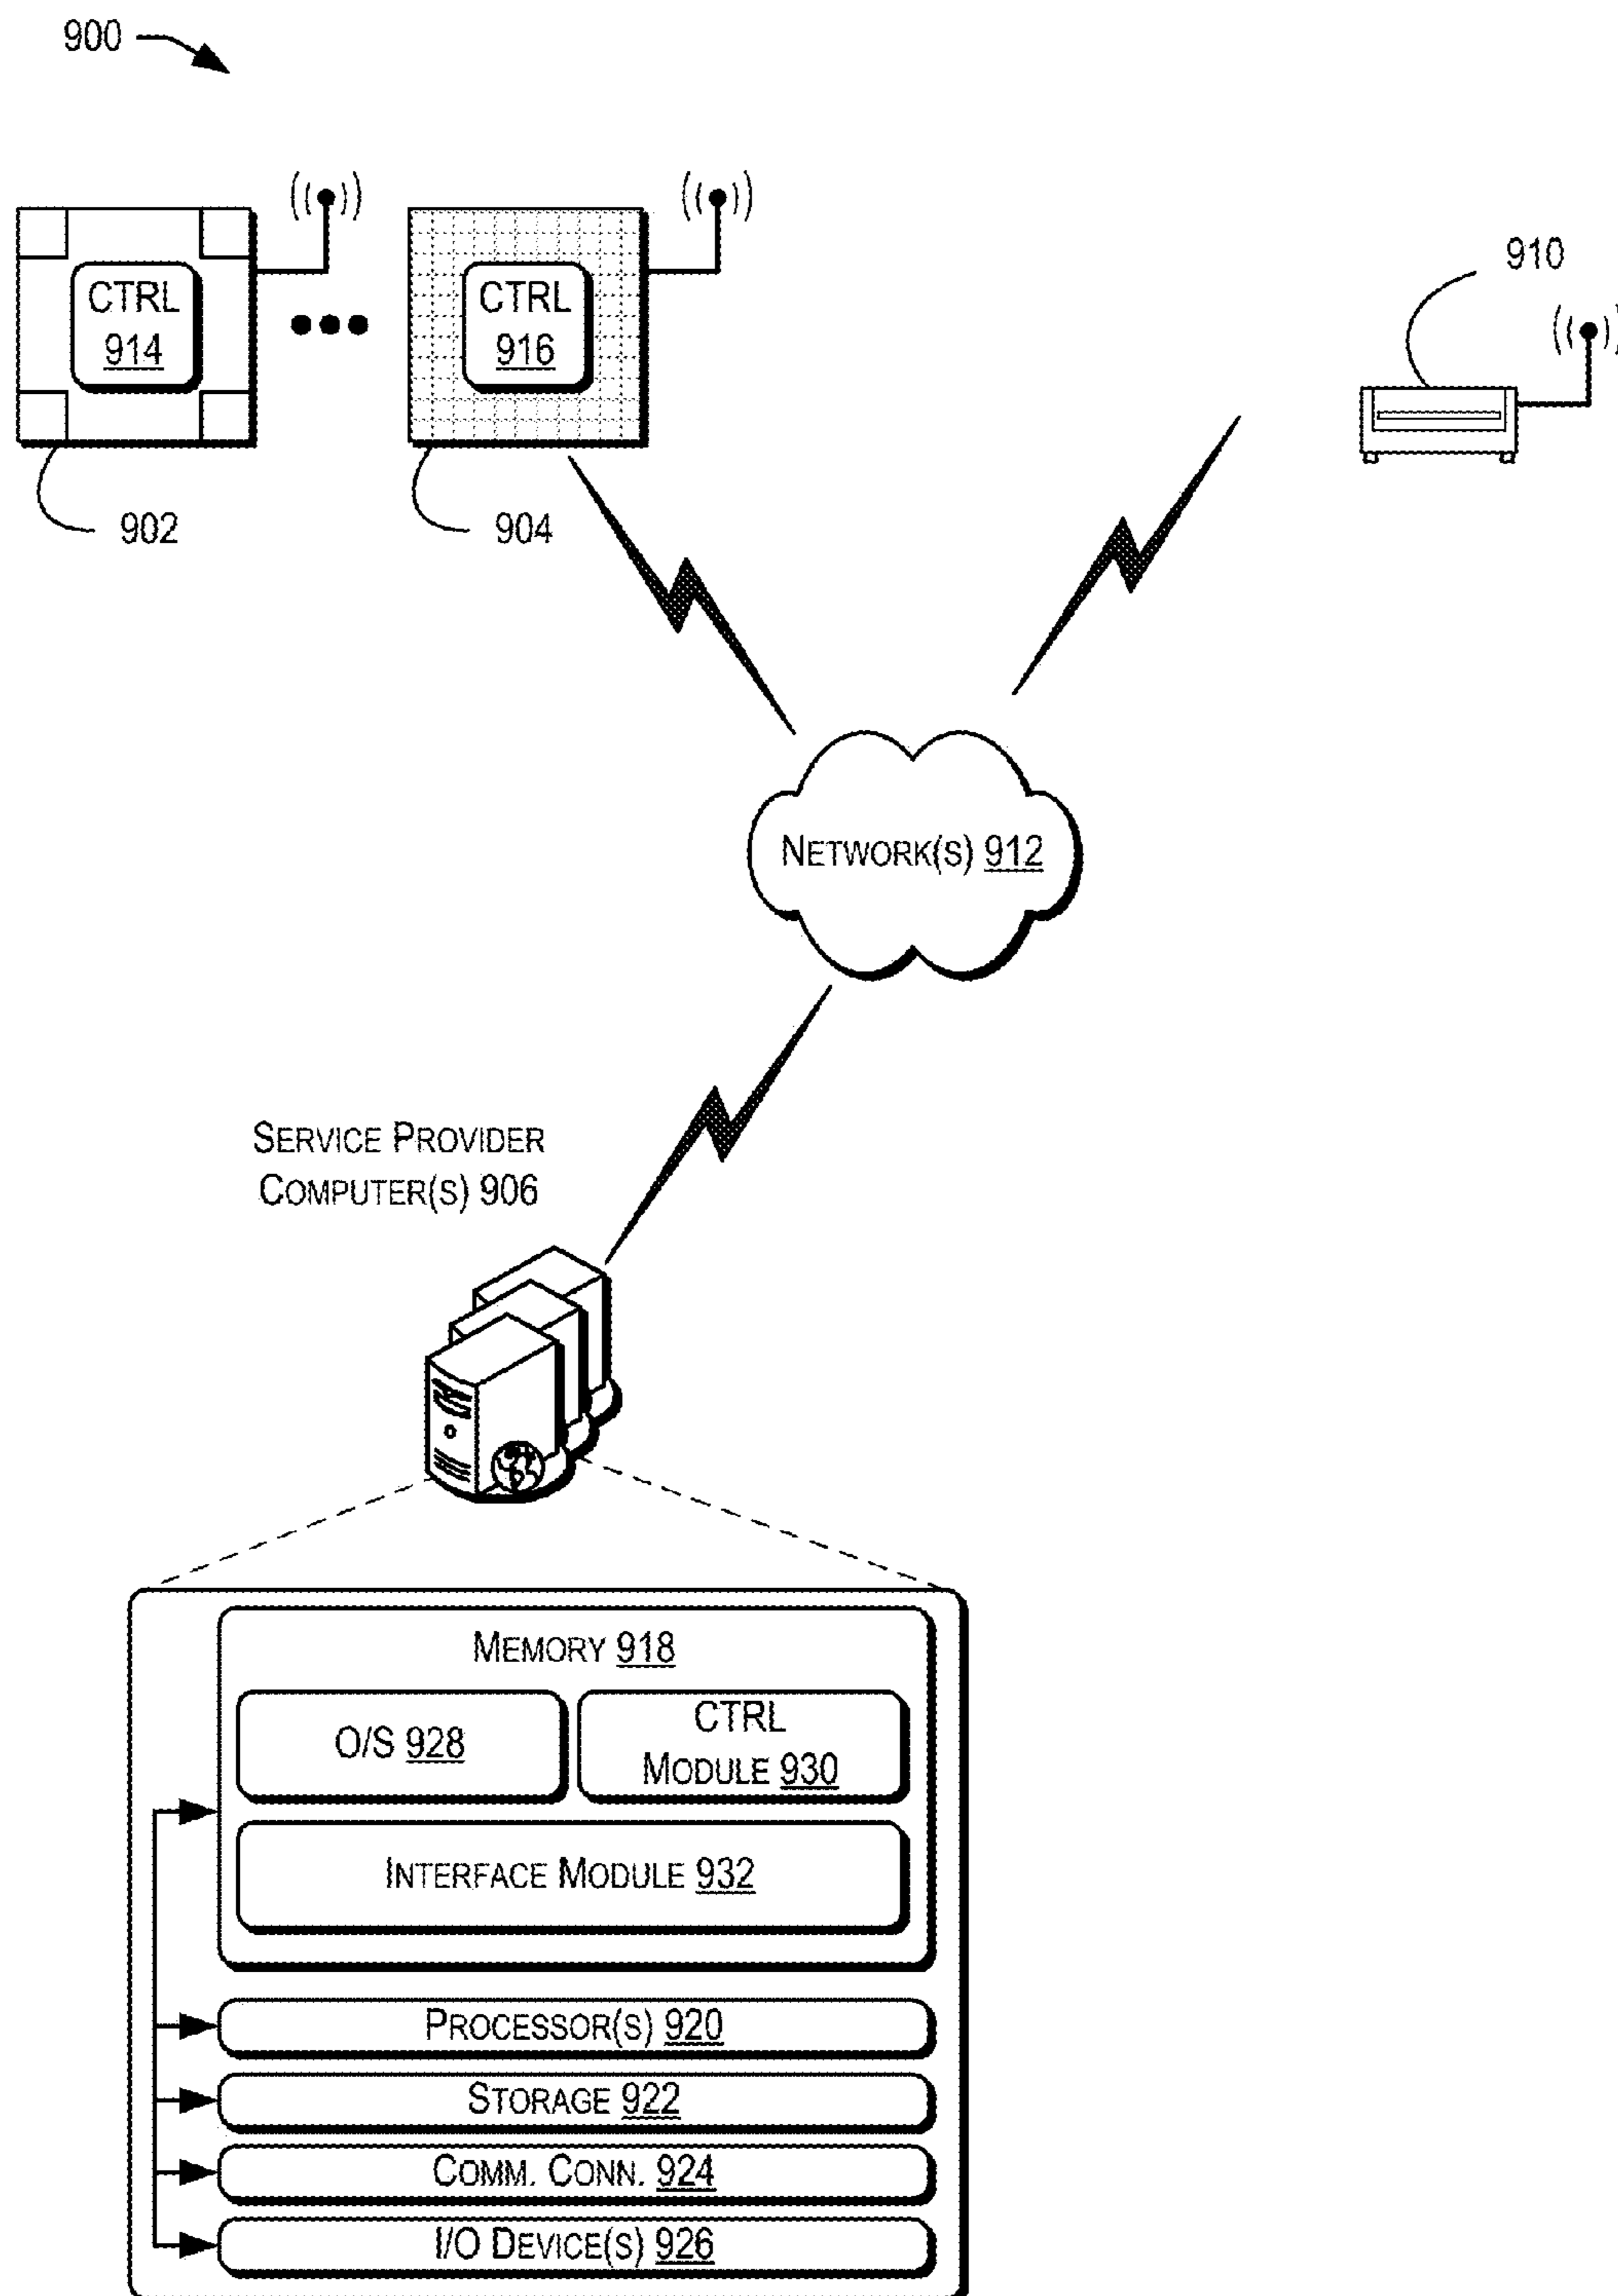 900
910
CTRL
914
CTRL
916
902
904
NETWORK(S) 912
SERVICE PROVIDER
COMPUTER(S) 906
MEMORY 918
O/S 928
CTRL
MODULE 930
INTERFACE MODULE 932
PROCESSOR(S) 920
STORAGE 922
COMM. CONN. 924
I/O DEVICE(S) 926